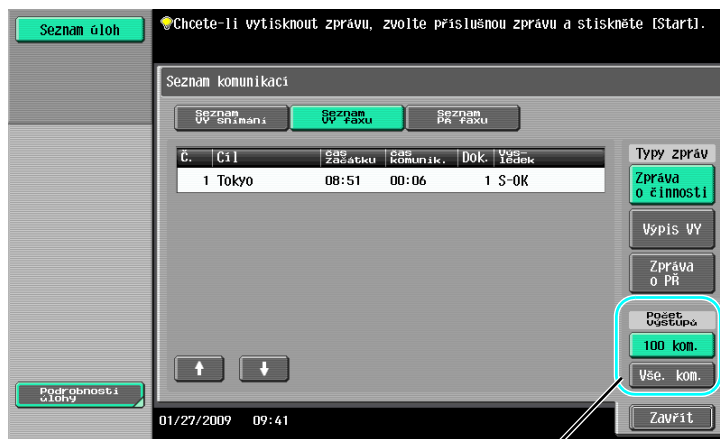 Seznam úloh
Chcete-li vytisknout zprávu, zvolte příslušnou zprávu a stiskněte [Start].
Seznam komunikací
Seznam VY snímání
Seznam VY faxu
Seznam PŘ faxu
Č. Cíl čas začátku čas komunik. Dok. Výs-ledek
1 Tokyo 08:51 00:06 1 S-OK
Typy zpráv
Zpráva o činnosti
Výpis VY
Zpráva o PŘ
Počet výstupů
100 kom.
Vše. kom.
Podrobnosti úlohy
01/27/2009 09:41
Zavřít